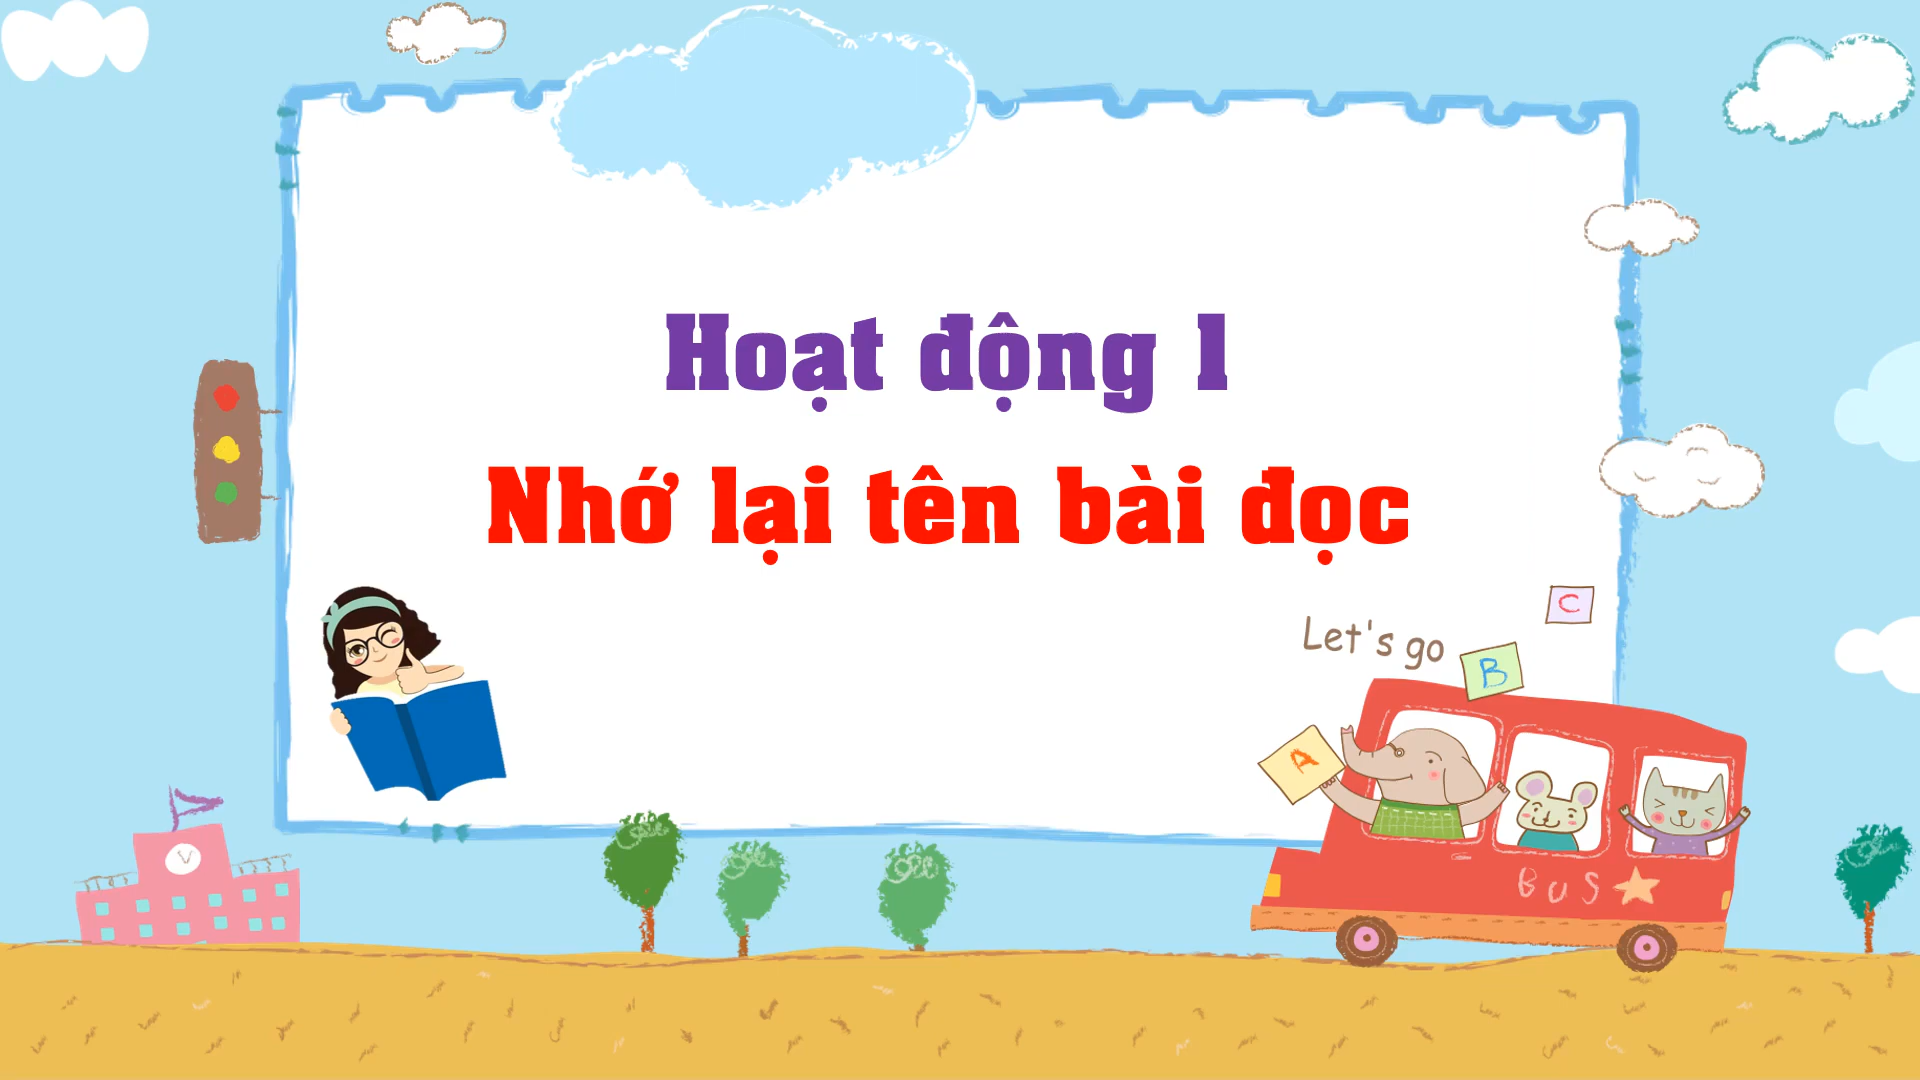 Hoạt động 1
Nhớ lại tên bài đọc
C
Let's go
B
A
BUS